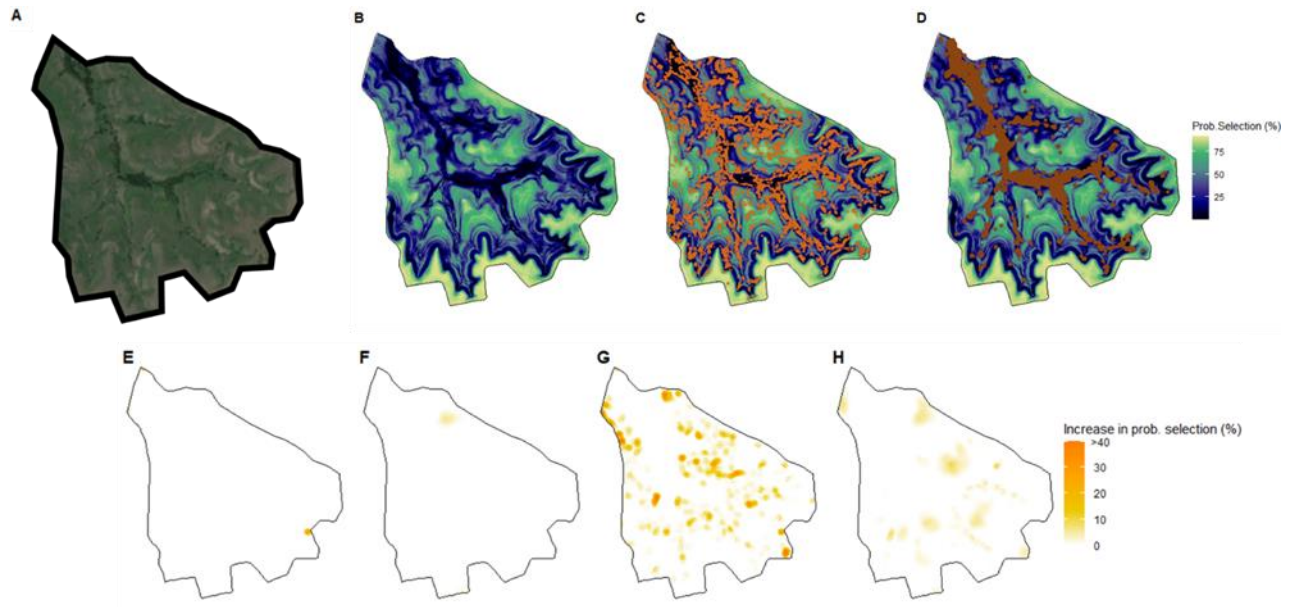 A
B
C
D
Prob.Selection (%)
75
50
25
E
F
G
H
Increase in prob. selection (%)
>40
30
20
10
0